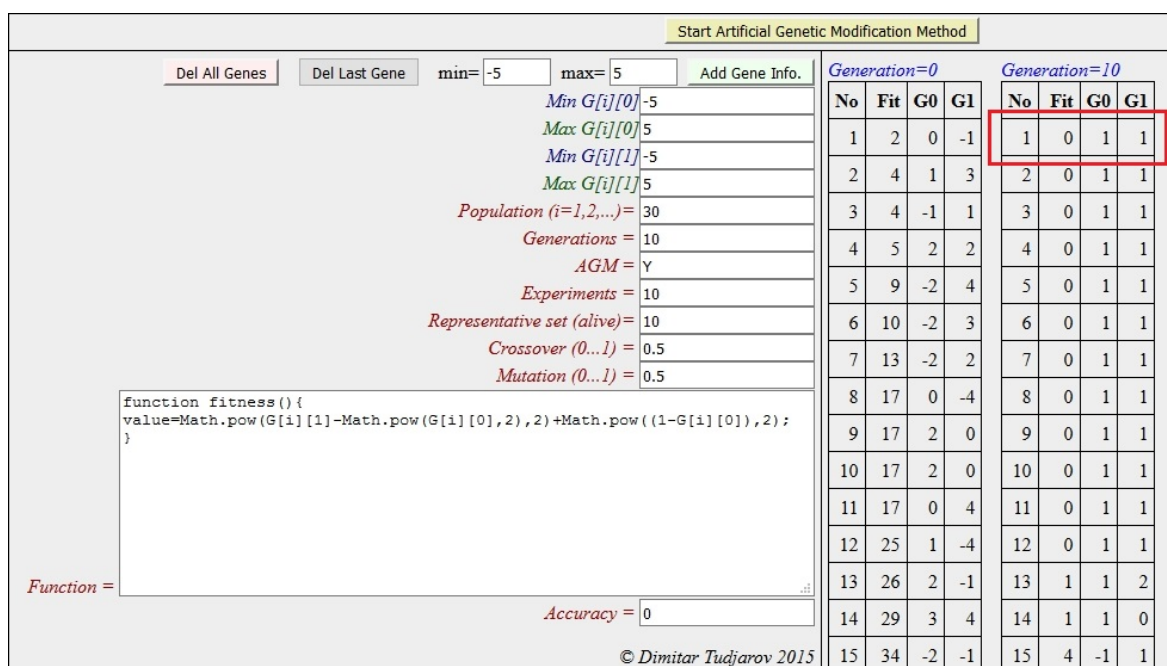 Start Artificial Genetic Modification Method
Del All Genes Del Last Gene min= -5 max= 5 Add Gene Info.
Min G[i][0] -5
Max G[i][0] 5
Min G[i][1] -5
Max G[i][1] 5
Population (i=1,2,...)= 30
Generations = 10
AGM = Y
Experiments = 10
Representative set (alive)= 10
Crossover (0...1) = 0.5
Mutation (0...1) = 0.5
function fitness(){
value=Math.pow(G[i][1]-Math.pow(G[i][0],2),2)+Math.pow((1-G[i][0]),2);
}
Function =
Accuracy = 0
© Dimitar Tudjarov 2015
Generation=0
No Fit G0 G1
1 2 0 -1
2 4 1 3
3 4 -1 1
4 5 2 2
5 9 -2 4
6 10 -2 3
7 13 -2 2
8 17 0 -4
9 17 2 0
10 17 2 0
11 17 0 4
12 25 1 -4
13 26 2 -1
14 29 3 4
15 34 -2 -1
Generation=10
No Fit G0 G1
1 0 1 1
2 0 1 1
3 0 1 1
4 0 1 1
5 0 1 1
6 0 1 1
7 0 1 1
8 0 1 1
9 0 1 1
10 0 1 1
11 0 1 1
12 0 1 1
13 1 1 2
14 1 1 0
15 4 -1 1